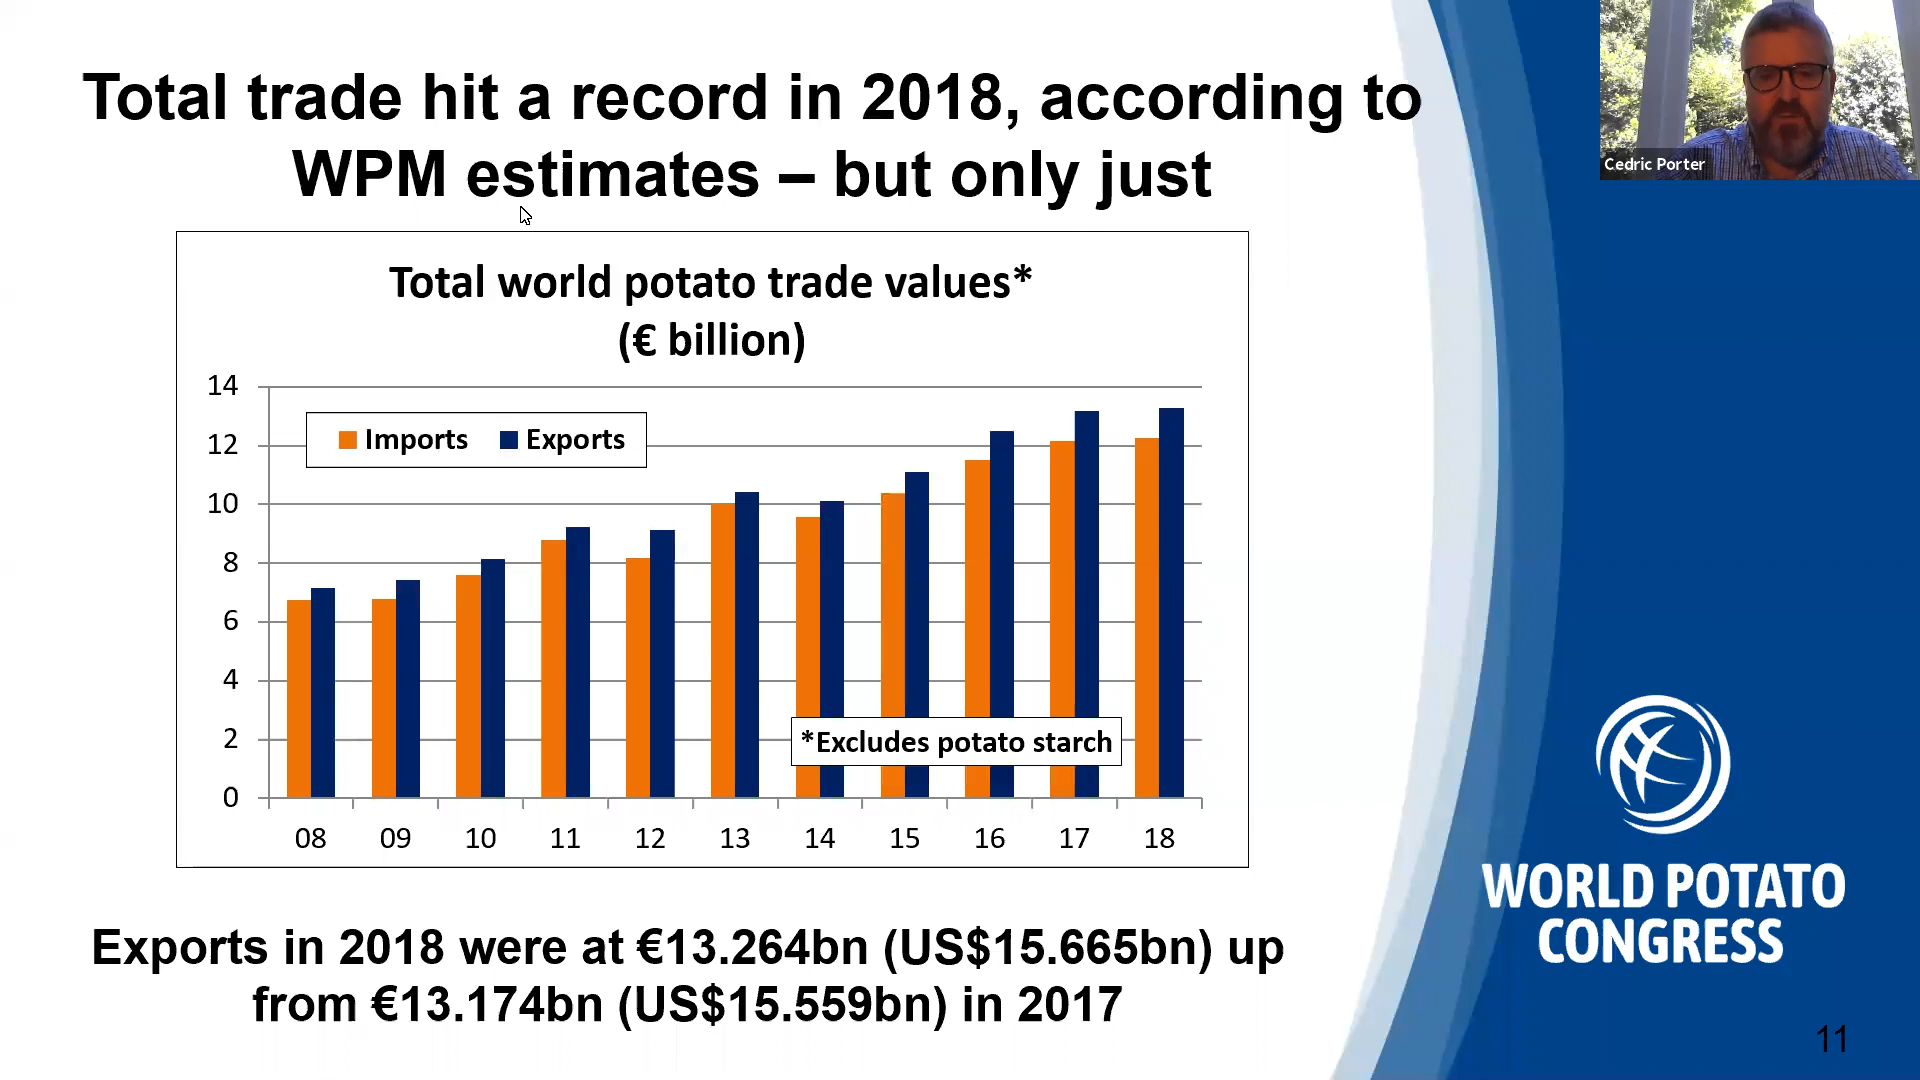 Total trade hit a record in 2018, according to
WPM estimates – but only just
Cedric Porter
Total world potato trade values*
(€ billion)
14
12
10
8
6
4
2
0
Imports Exports
*Excludes potato starch
08 09 10 11 12 13 14 15 16 17 18
WORLD POTATO
CONGRESS
Exports in 2018 were at €13.264bn (US$15.665bn) up
from €13.174bn (US$15.559bn) in 2017
11